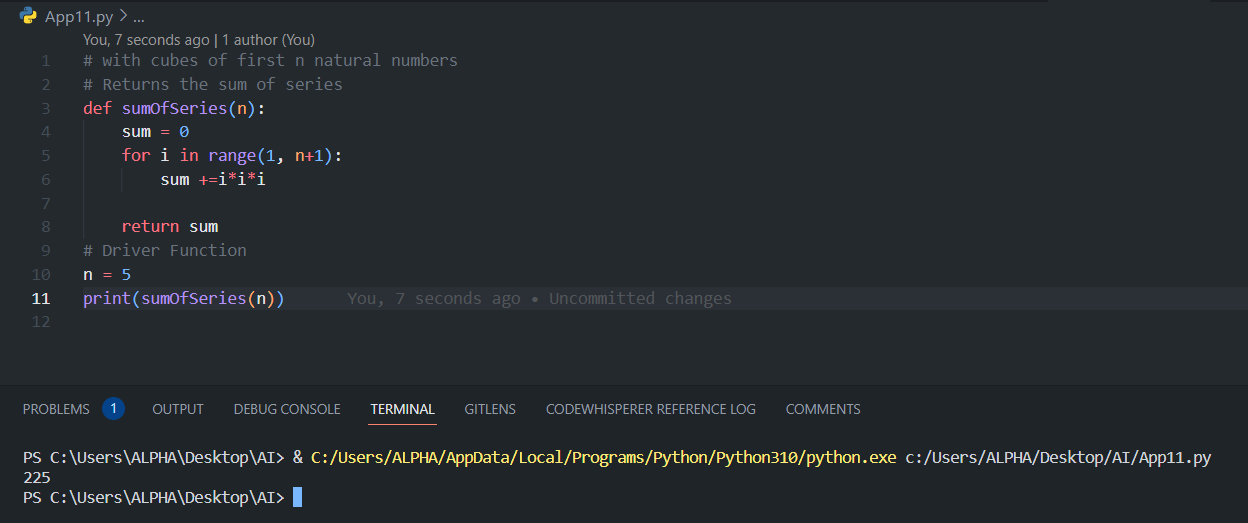 App11.py > ...
You, 7 seconds ago | 1 author (You)
1 # with cubes of first n natural numbers
2 # Returns the sum of series
3 def sumOfSeries(n):
4     sum = 0
5     for i in range(1, n+1):
6         sum +=i*i*i
7
8     return sum
9 # Driver Function
10 n = 5
11 print(sumOfSeries(n)) You, 7 seconds ago • Uncommitted changes
12
PROBLEMS 1 OUTPUT DEBUG CONSOLE TERMINAL GITLENS CODEWHISPERER REFERENCE LOG COMMENTS
PS C:\Users\ALPHA\Desktop\AI> & C:/Users/ALPHA/AppData/Local/Programs/Python/Python310/python.exe c:/Users/ALPHA/Desktop/AI/App11.py
225
PS C:\Users\ALPHA\Desktop\AI>